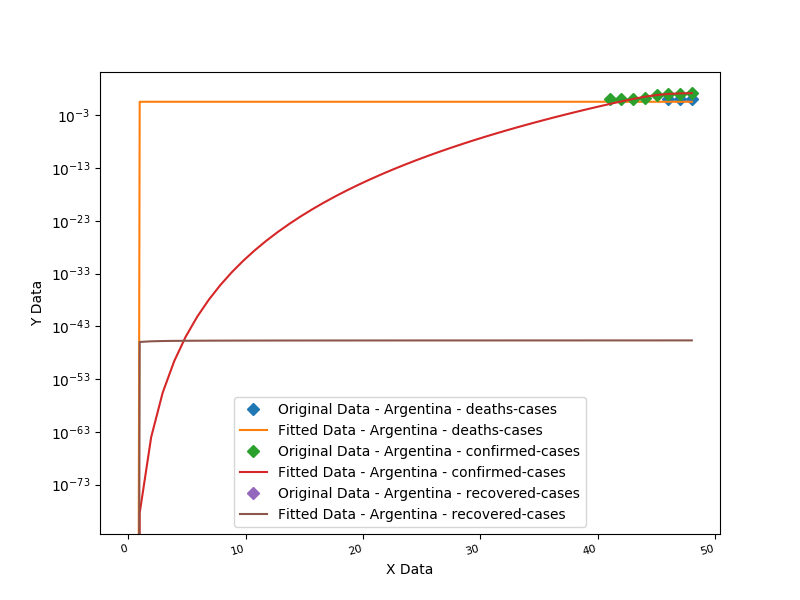 10⁻³
10⁻¹³
10⁻²³
10⁻³³
10⁻⁴³
10⁻⁵³
10⁻⁶³
10⁻⁷³
Y Data
Original Data - Argentina - deaths-cases
Fitted Data - Argentina - deaths-cases
Original Data - Argentina - confirmed-cases
Fitted Data - Argentina - confirmed-cases
Original Data - Argentina - recovered-cases
Fitted Data - Argentina - recovered-cases
0 10 20 30 40 50
X Data